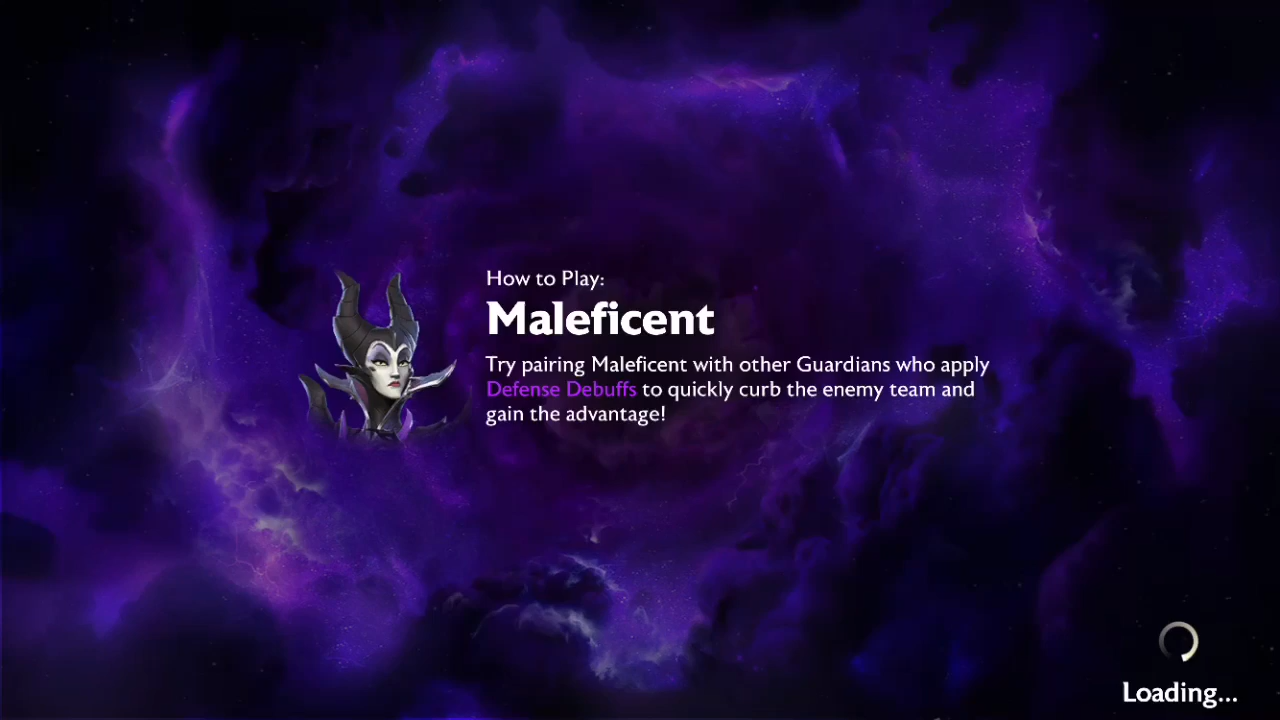 How to Play:
Maleficent
Try pairing Maleficent with other Guardians who apply
Defense Debuffs to quickly curb the enemy team and
gain the advantage!
Loading...